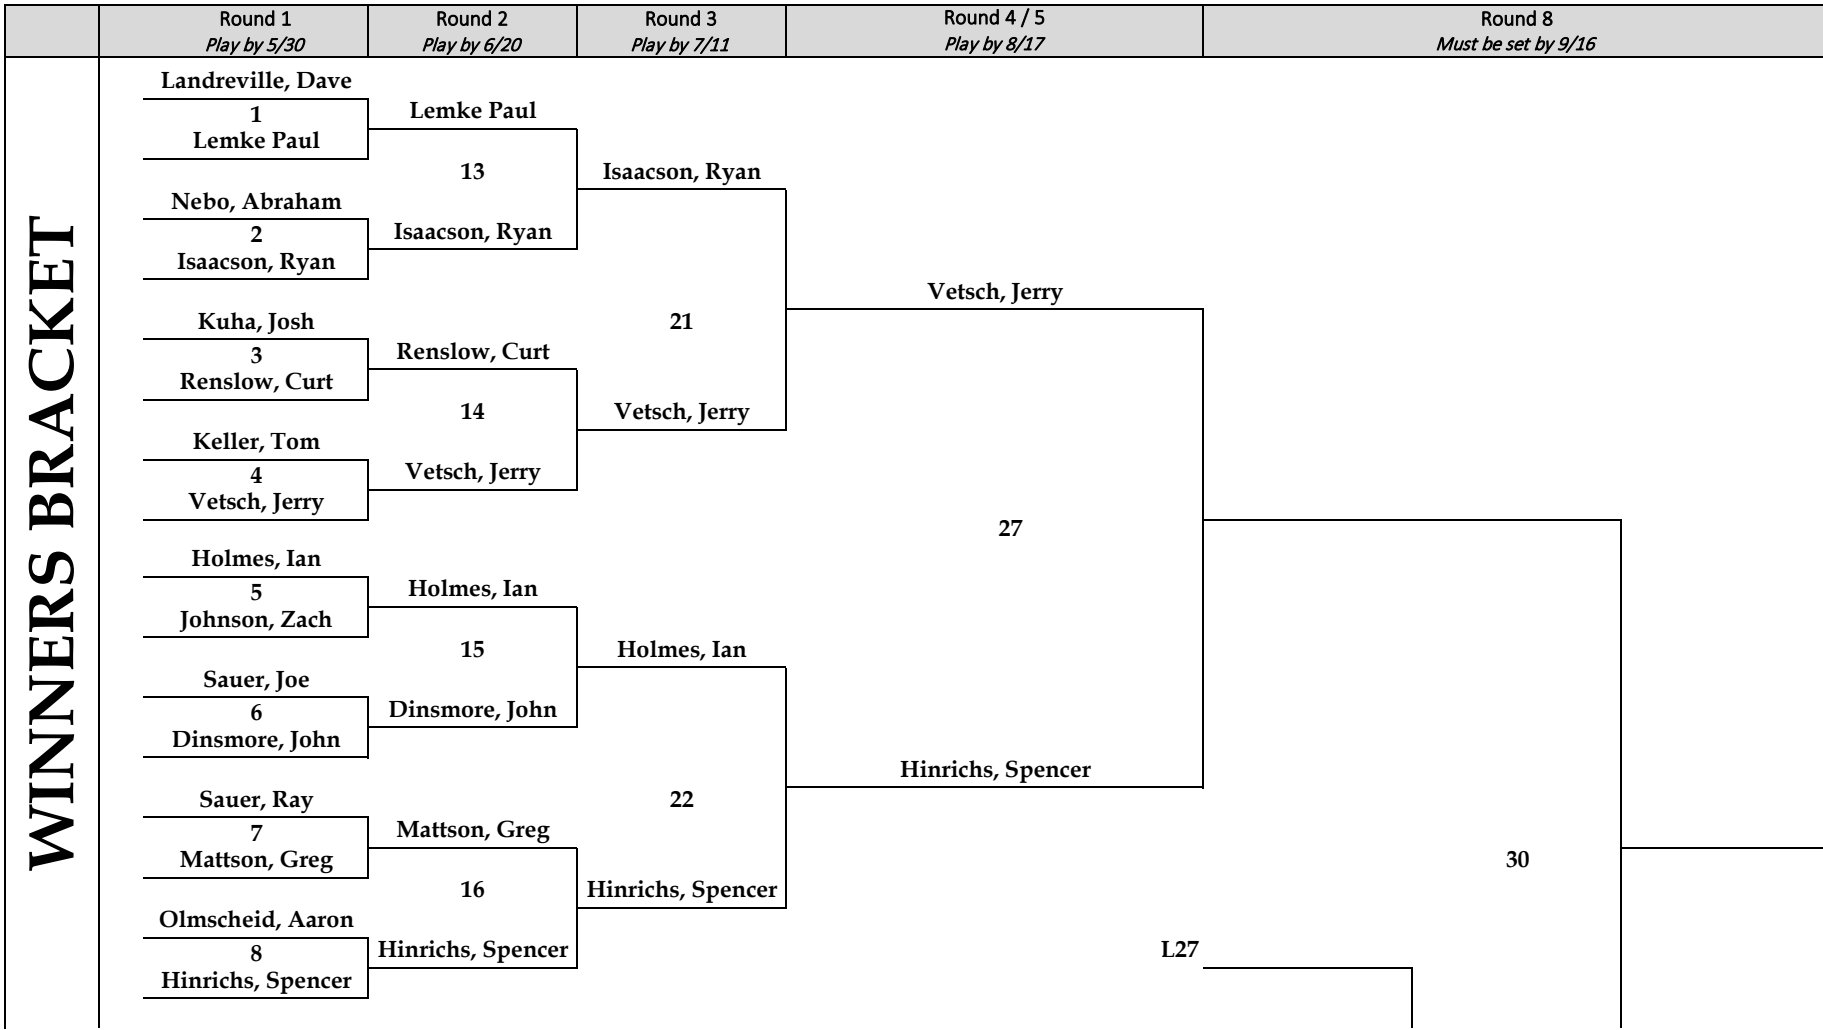 Round 1
Play by 5/30
Round 2
Play by 6/20
Round 3
Play by 7/11
Round 4 / 5
Play by 8/17
Round 8
Must be set by 9/16
WINNERS BRACKET
Landreville, Dave
1
Lemke Paul
Nebo, Abraham
2
Isaacson, Ryan
Kuha, Josh
3
Renslow, Curt
Keller, Tom
4
Vetsch, Jerry
Holmes, Ian
5
Johnson, Zach
Sauer, Joe
6
Dinsmore, John
Sauer, Ray
7
Mattson, Greg
Olmscheid, Aaron
8
Hinrichs, Spencer
Lemke Paul
13
Isaacson, Ryan
Renslow, Curt
14
Vetsch, Jerry
Holmes, Ian
15
Dinsmore, John
Mattson, Greg
16
Hinrichs, Spencer
Isaacson, Ryan
21
Vetsch, Jerry
Holmes, Ian
22
Hinrichs, Spencer
Vetsch, Jerry
27
Hinrichs, Spencer
L27
30